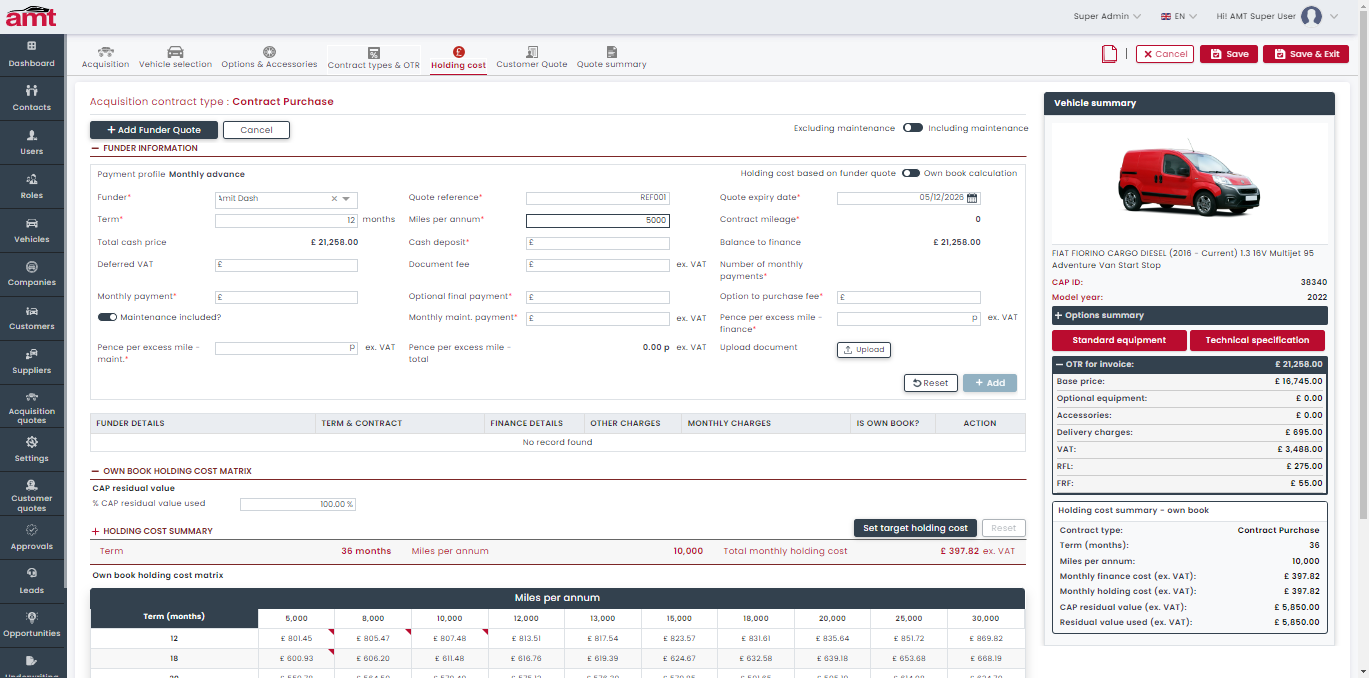 amt
Super Admin
EN
Hi! AMT Super User
Dashboard
Contacts
Users
Roles
Vehicles
Companies
Customers
Suppliers
Acquisition
quotes
Settings
Customer
quotes
Approvals
Leads
Opportunities
Underwriting
Acquisition
Vehicle selection
Options & Accessories
Contract types & OTR
Holding cost
Customer Quote
Quote summary
Cancel
Save
Save & Exit
Acquisition contract type : Contract Purchase
+ Add Funder Quote
Cancel
Excluding maintenance
Including maintenance
FUNDER INFORMATION
Payment profile Monthly advance
Holding cost based on funder quote
Own book calculation
Funder*
Amit Dash
Quote reference*
REF001
Quote expiry date*
05/12/2026
Term*
12 months
Miles per annum*
5000
Contract mileage*
0
Total cash price
£ 21,258.00
Cash deposit*
£
Balance to finance
£ 21,258.00
Deferred VAT
£
Document fee
£
ex. VAT
Number of monthly
payments*
Monthly payment*
£
Optional final payment*
£
Option to purchase fee*
£
Maintenance included?
Monthly maint. payment*
£
ex. VAT
Pence per excess mile -
finance*
p
ex. VAT
Pence per excess mile -
maint.*
p
ex. VAT
Pence per excess mile -
total
0.00 p ex. VAT
Upload document
Upload
Reset
+ Add
FUNDER DETAILS
TERM & CONTRACT
FINANCE DETAILS
OTHER CHARGES
MONTHLY CHARGES
IS OWN BOOK?
ACTION
No record found
OWN BOOK HOLDING COST MATRIX
CAP residual value
% CAP residual value used
100.00 %
+ HOLDING COST SUMMARY
Set target holding cost
Reset
Term
36 months
Miles per annum
10,000
Total monthly holding cost
£ 397.82 ex. VAT
Own book holding cost matrix
Miles per annum
Term (months) 5,000 8,000 10,000 12,000 13,000 15,000 18,000 20,000 25,000 30,000
12 £ 801.45 £ 805.47 £ 807.48 £ 813.51 £ 817.54 £ 823.57 £ 831.61 £ 835.64 £ 851.72 £ 869.82
18 £ 600.93 £ 606.20 £ 611.48 £ 616.76 £ 619.39 £ 624.67 £ 632.58 £ 639.18 £ 653.68 £ 668.19
Vehicle summary
FIAT FIORINO CARGO DIESEL (2016 - Current) 1.3 16V Multijet 95
Adventure Van Start Stop
CAP ID: 38340
Model year: 2022
+ Options summary
Standard equipment
Technical specification
OTR for invoice: £ 21,258.00
Base price: £ 16,745.00
Optional equipment: £ 0.00
Accessories: £ 0.00
Delivery charges: £ 695.00
VAT: £ 3,488.00
RFL: £ 275.00
FRF: £ 55.00
Holding cost summary - own book
Contract type: Contract Purchase
Term (months): 36
Miles per annum: 10,000
Monthly finance cost (ex. VAT): £ 397.82
Monthly holding cost (ex. VAT): £ 397.82
CAP residual value (ex. VAT): £ 5,850.00
Residual value used (ex. VAT): £ 5,850.00